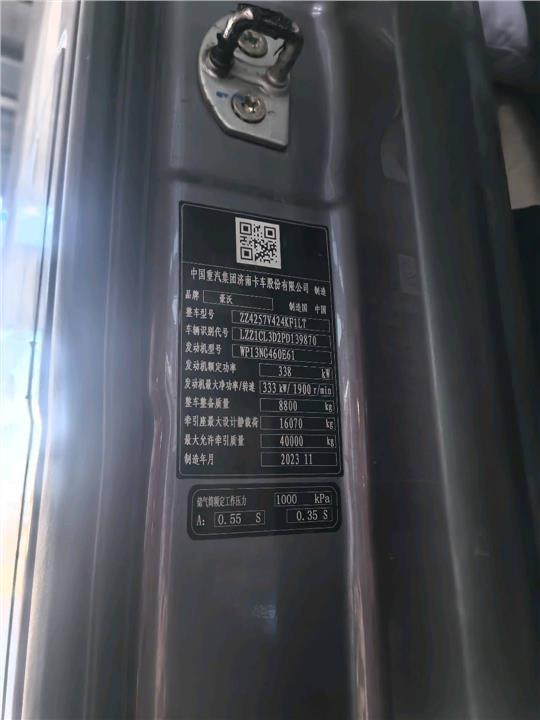 中国重汽集团济南卡车股份有限公司 制造
品牌 豪沃 制造国 中国
整车型号 ZZ4257V424KF1LT
车辆识别代号 LZZ1CL3D2PD139870
发动机型号 WP13NG460E61
发动机额定功率 338 kW
发动机最大净功率/转速 333 kW/ 1900 r/min
整车整备质量 8800 kg
牵引座最大设计静载荷 16070 kg
最大允许牵引质量 40000 kg
制造年月 2023 11
储气筒额定工作压力 1000 kPa
A: 0.55 S 0.35 S